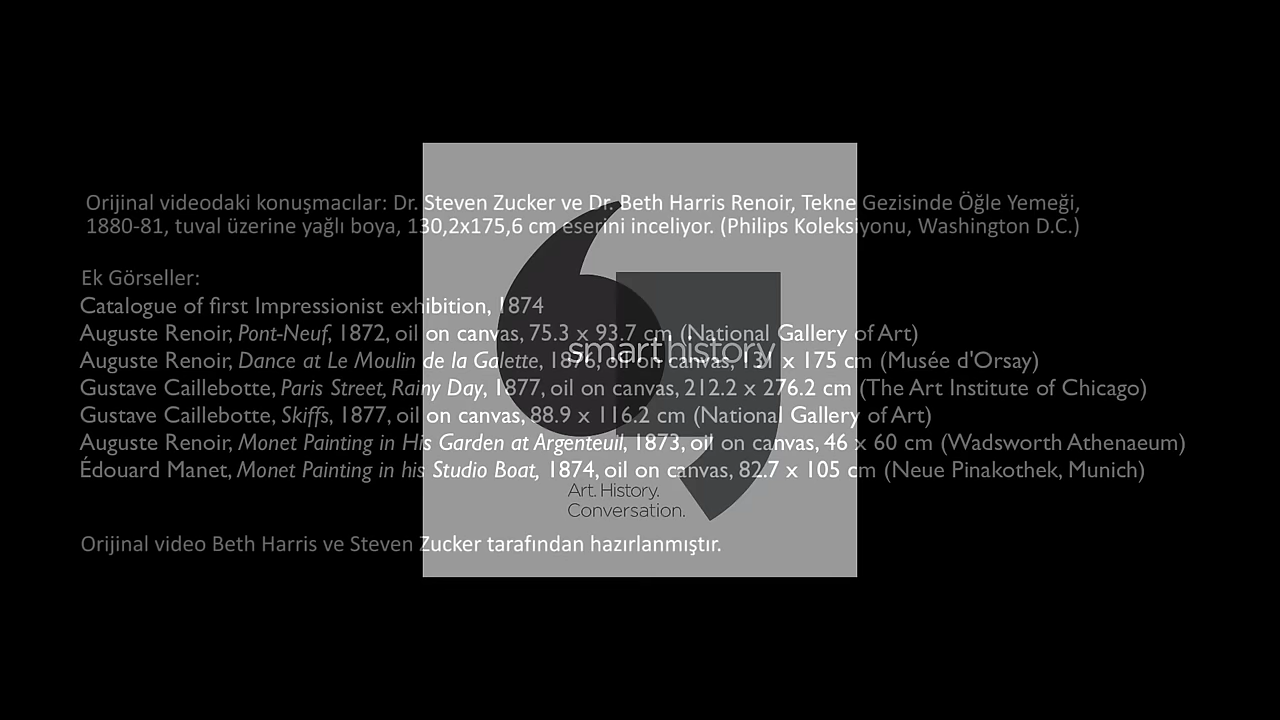 Orijinal videodaki konuşmacılar: Dr. Steven Zucker ve Dr. Beth Harris Renoir, Tekne Gezisinde Öğle Yemeği,
1880-81, tuval üzerine yağlı boya, 130,2x175,6 cm eserini inceliyor. (Philips Koleksiyonu, Washington D.C.)
Ek Görseller:
Catalogue of first Impressionist exhibition, 1874
Auguste Renoir, Pont-Neuf, 1872, oil on canvas, 75.3 x 93.7 cm (National Gallery of Art)
smarthistory
Auguste Renoir, Dance at Le Moulin de la Galette, 1876, oil on canvas, 131 x 175 cm (Musée d'Orsay)
Gustave Caillebotte, Paris Street, Rainy Day, 1877, oil on canvas, 212.2 x 276.2 cm (The Art Institute of Chicago)
Gustave Caillebotte, Skiffs, 1877, oil on canvas, 88.9 x 116.2 cm (National Gallery of Art)
Auguste Renoir, Monet Painting in His Garden at Argenteuil, 1873, oil on canvas, 46 x 60 cm (Wadsworth Athenaeum)
Édouard Manet, Monet Painting in his Studio Boat, 1874, oil on canvas, 82.7 x 105 cm (Neue Pinakothek, Munich)
Art. History.
Conversation.
Orijinal video Beth Harris ve Steven Zucker tarafından hazırlanmıştır.